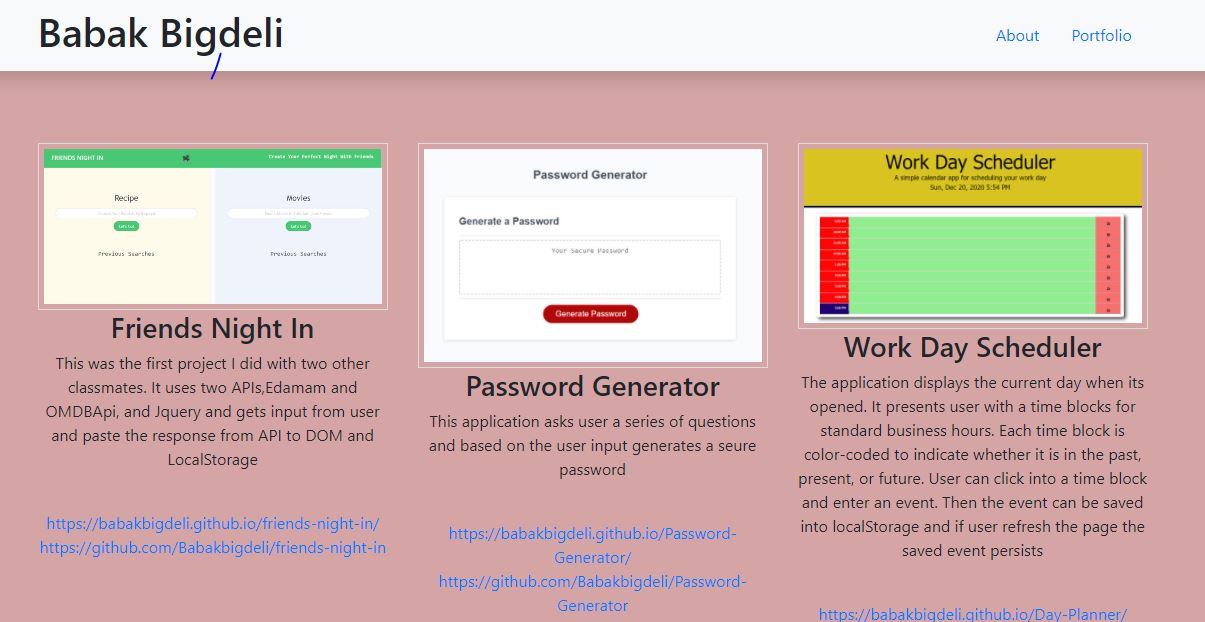 Babak Bigdeli
About
Portfolio
FRIENDS NIGHT IN
Create Your Perfect Night With Friends
Recipe
Movies
Let's Go!
Let's Go!
Previous Searches
Previous Searches
Friends Night In
This was the first project I did with two other
classmates. It uses two APIs,Edamam and
OMDBApi, and Jquery and gets input from user
and paste the response from API to DOM and
LocalStorage
https://babakbigdeli.github.io/friends-night-in/
https://github.com/Babakbigdeli/friends-night-in
Password Generator
Generate a Password
Your Secure Password
Generate Password
Password Generator
This application asks user a series of questions
and based on the user input generates a seure
password
https://babakbigdeli.github.io/Password-
Generator/
https://github.com/Babakbigdeli/Password-
Generator
Work Day Scheduler
A simple calendar app for scheduling your work day
Sun, Dec 20, 2020 5:54 PM
Work Day Scheduler
The application displays the current day when its
opened. It presents user with a time blocks for
standard business hours. Each time block is
color-coded to indicate whether it is in the past,
present, or future. User can click into a time block
and enter an event. Then the event can be saved
into localStorage and if user refresh the page the
saved event persists
https://babakbigdeli.github.io/Day-Planner/